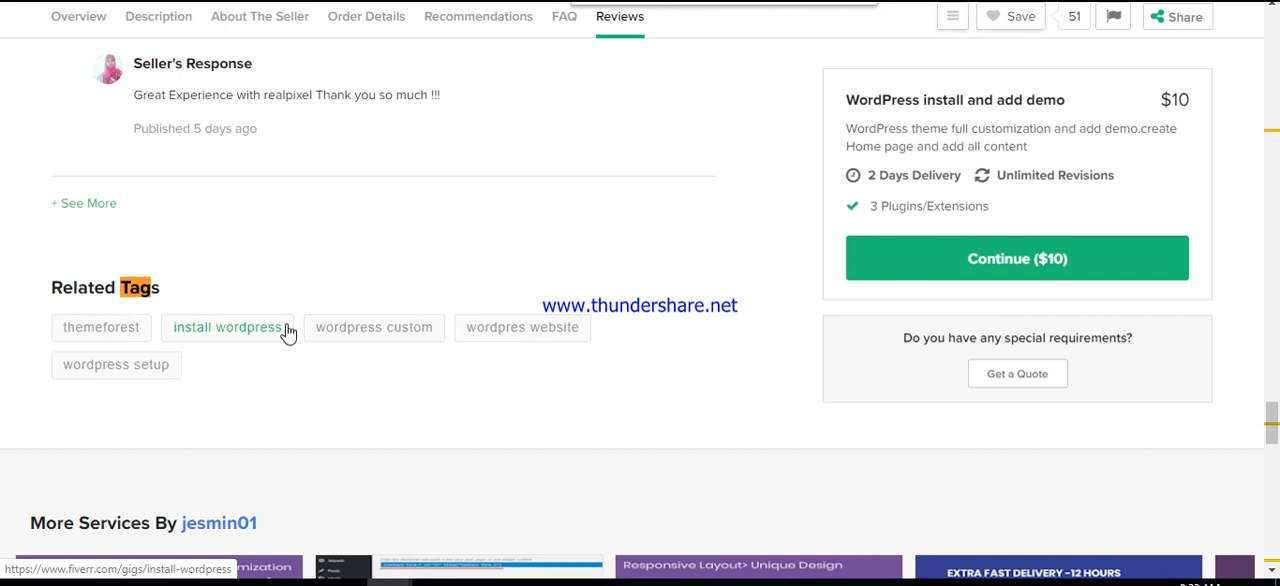 Overview Description About The Seller Order Details Recommendations FAQ Reviews Save 51 Share
Seller's Response
Great Experience with realpixel Thank you so much !!!
Published 5 days ago
+ See More
WordPress install and add demo $10
WordPress theme full customization and add demo.create
Home page and add all content
2 Days Delivery Unlimited Revisions
3 Plugins/Extensions
Continue ($10)
Do you have any special requirements?
Get a Quote
www.thundershare.net
Related Tags
themeforest install wordpress wordpress custom wordpres website
wordpress setup
More Services By jesmin01
Responsive Layout> Unique Design
EXTRA FAST DELIVERY -12 HOURS
https://www.fiverr.com/gigs/install-wordpress